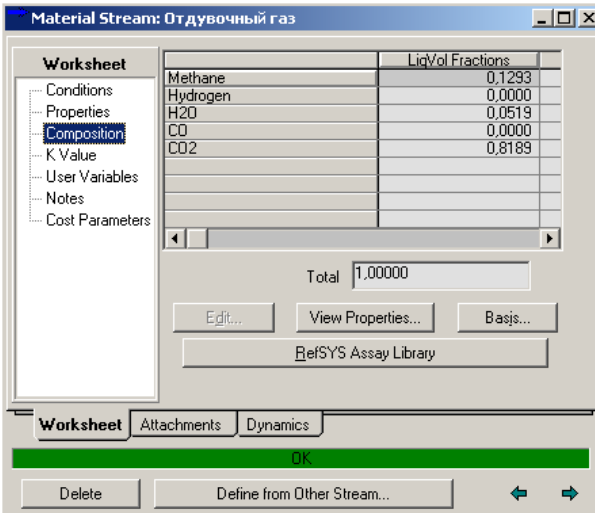 Material Stream: Отдувочный газ
Worksheet
Conditions
Properties
Composition
K Value
User Variables
Notes
Cost Parameters
LiqVol Fractions
Methane 0,1293
Hydrogen 0,0000
H2O 0,0519
CO 0,0000
CO2 0,8189
Total 1,00000
Edit... View Properties... Basis...
RefSYS Assay Library
Worksheet Attachments Dynamics
OK
Delete Define from Other Stream...